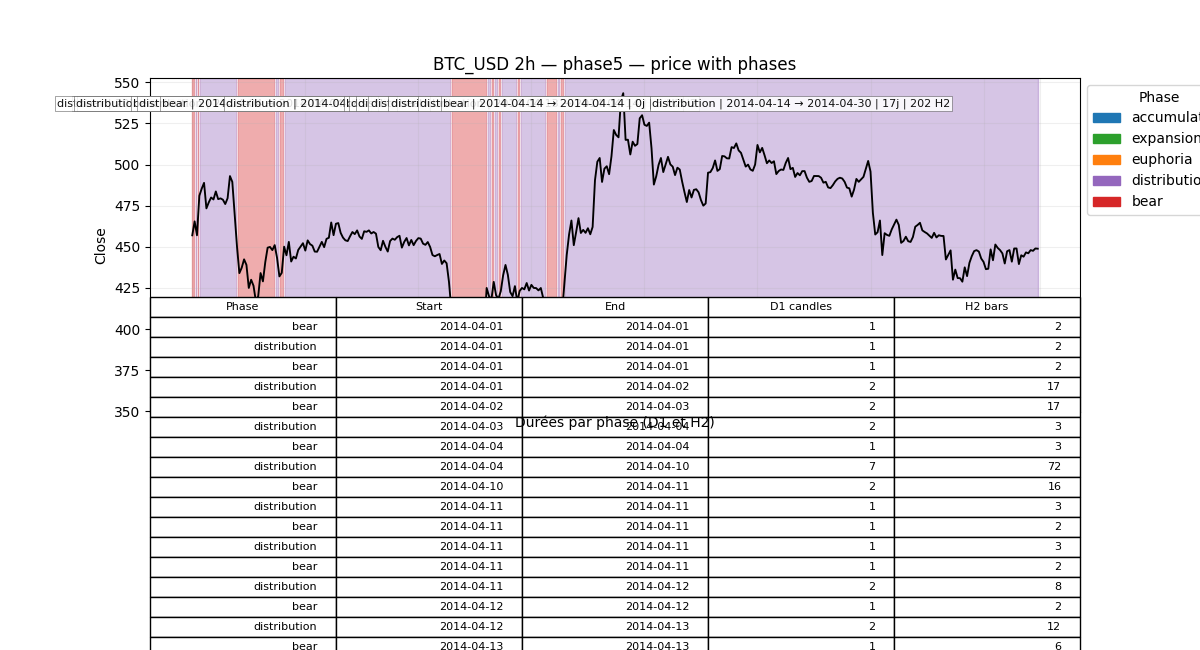 BTC_USD 2h — phase5 — price with phases
550
bear | 2014
distribution | 2014-04
bear | 2014-04-14 → 2014-04-14 | 0j
distribution | 2014-04-14 → 2014-04-30 | 17j | 202 H2
525
500
475
450
425
400
375
350
Close
Phase
accumulat
expansion
euphoria
distributio
bear
Phase Start End D1 candles H2 bars
bear 2014-04-01 2014-04-01 1 2
distribution 2014-04-01 2014-04-01 1 2
bear 2014-04-01 2014-04-01 1 2
distribution 2014-04-01 2014-04-02 2 17
bear 2014-04-02 2014-04-03 2 17
Durées par phase (D1 et H2)
distribution 2014-04-03 2014-04-04 2 3
bear 2014-04-04 2014-04-04 1 3
distribution 2014-04-04 2014-04-10 7 72
bear 2014-04-10 2014-04-11 2 16
distribution 2014-04-11 2014-04-11 1 3
bear 2014-04-11 2014-04-11 1 2
distribution 2014-04-11 2014-04-11 1 3
bear 2014-04-11 2014-04-11 1 2
distribution 2014-04-11 2014-04-12 2 8
bear 2014-04-12 2014-04-12 1 2
distribution 2014-04-12 2014-04-13 2 12
bear 2014-04-13 2014-04-13 1 6